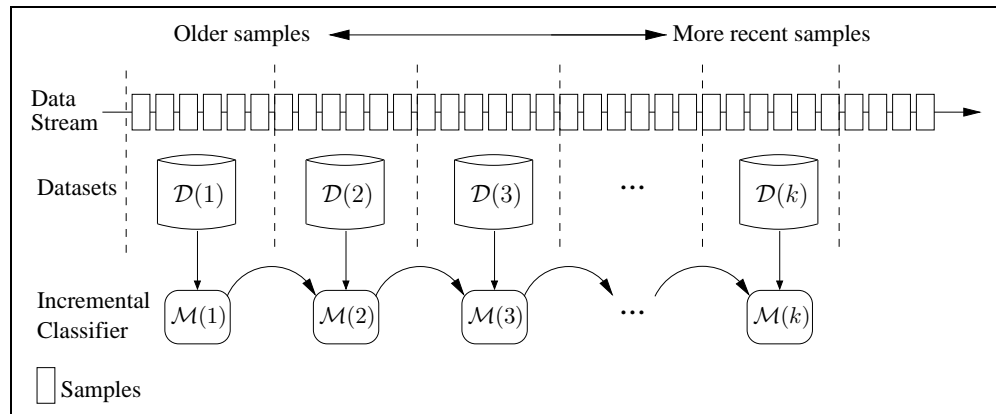 Older samples More recent samples
Data
Stream
Datasets 𝒟(1) 𝒟(2) 𝒟(3) ... 𝒟(k)
Incremental
Classifier ℳ(1) ℳ(2) ℳ(3) ... ℳ(k)
Samples